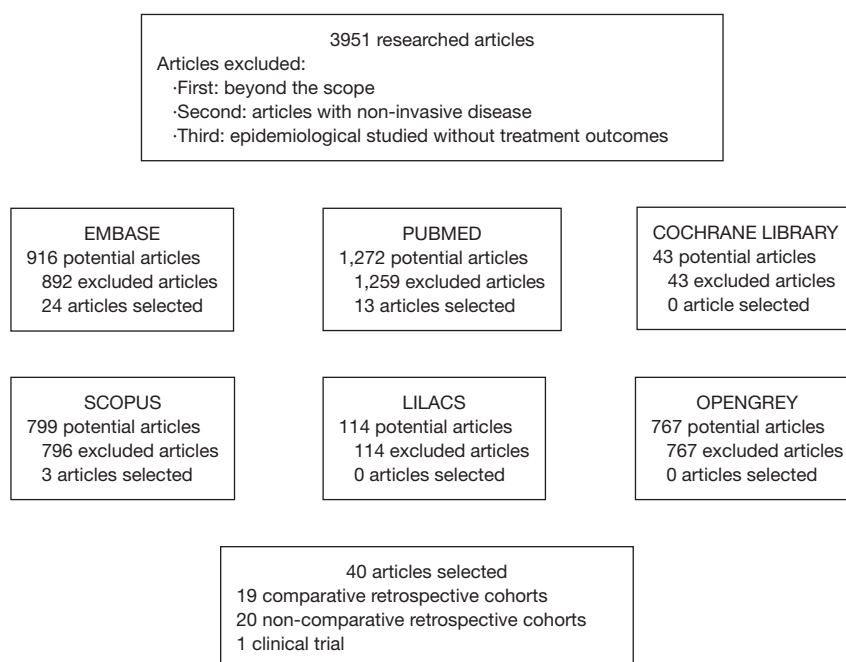 3951 researched articles
Articles excluded:
·First: beyond the scope
·Second: articles with non-invasive disease
·Third: epidemiological studied without treatment outcomes
EMBASE
916 potential articles
892 excluded articles
24 articles selected
PUBMED
1,272 potential articles
1,259 excluded articles
13 articles selected
COCHRANE LIBRARY
43 potential articles
43 excluded articles
0 article selected
SCOPUS
799 potential articles
796 excluded articles
3 articles selected
LILACS
114 potential articles
114 excluded articles
0 articles selected
OPENGREY
767 potential articles
767 excluded articles
0 articles selected
40 articles selected
19 comparative retrospective cohorts
20 non-comparative retrospective cohorts
1 clinical trial